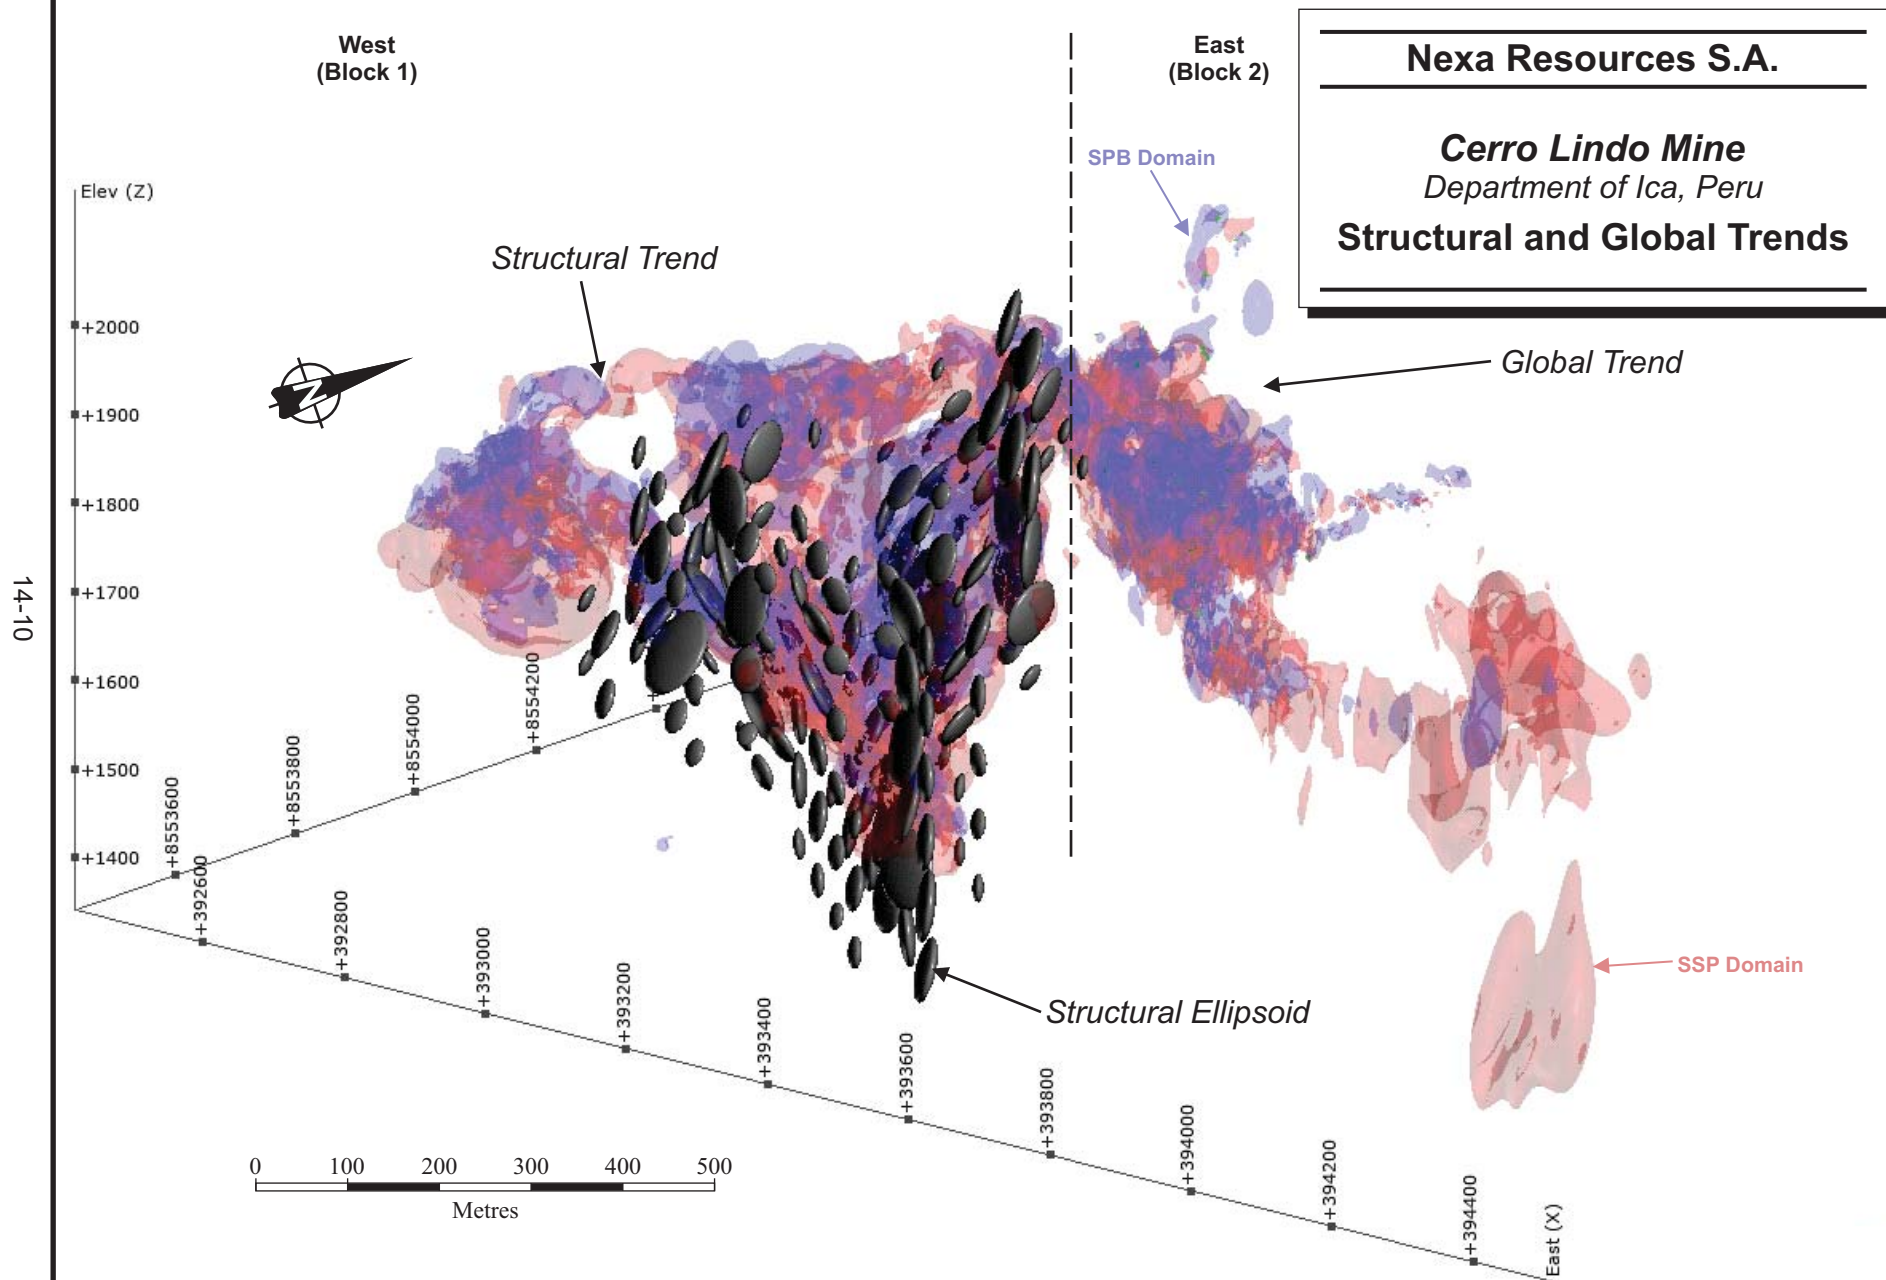 West
(Block 1)
East
(Block 2)
Nexa Resources S.A.
Cerro Lindo Mine
Department of Ica, Peru
Structural and Global Trends
SPB Domain
Elev (Z)
Structural Trend
Global Trend
+2000
+1900
+1800
+1700
+1600
+1500
+1400
N
14-10
+8553600
+8553800
+8554000
+8554200
+392600
+392800
+393000
+393200
+393400
+393600
+393800
+394000
+394200
+394400
East (X)
SSP Domain
Structural Ellipsoid
0 100 200 300 400 500
Metres